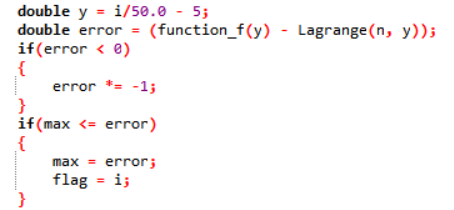 double y = i/50.0 - 5;
double error = (function_f(y) - Lagrange(n, y));
if(error < 0)
{
error *= -1;
}
if(max <= error)
{
max = error;
flag = i;
}